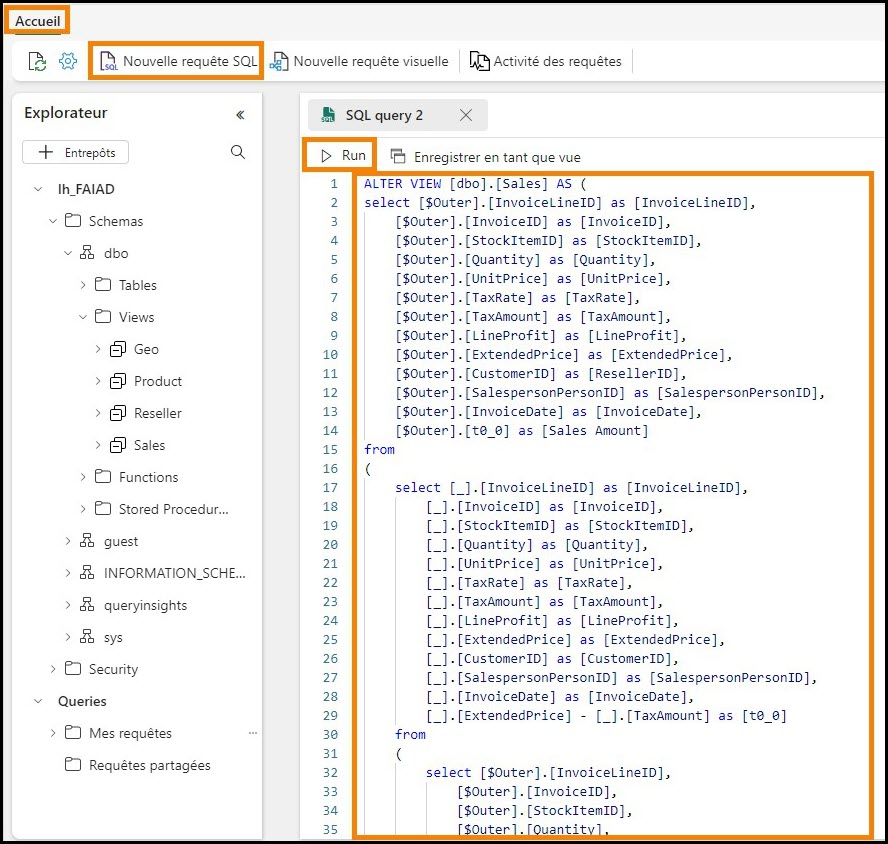 Accueil
Nouvelle requête SQL Nouvelle requête visuelle Activité des requêtes
Explorateur «
+ Entrepôts
lh_FAIAD
Schemas
dbo
Tables
Views
Geo
Product
Reseller
Sales
Functions
Stored Procedur...
guest
INFORMATION_SCHE...
queryinsights
sys
Security
Queries
Mes requêtes ...
Requêtes partagées
SQL query 2
Run Enregistrer en tant que vue
1 ALTER VIEW [dbo].[Sales] AS (
2 select [$Outer].[InvoiceLineID] as [InvoiceLineID],
3 [$Outer].[InvoiceID] as [InvoiceID],
4 [$Outer].[StockItemID] as [StockItemID],
5 [$Outer].[Quantity] as [Quantity],
6 [$Outer].[UnitPrice] as [UnitPrice],
7 [$Outer].[TaxRate] as [TaxRate],
8 [$Outer].[TaxAmount] as [TaxAmount],
9 [$Outer].[LineProfit] as [LineProfit],
10 [$Outer].[ExtendedPrice] as [ExtendedPrice],
11 [$Outer].[CustomerID] as [ResellerID],
12 [$Outer].[SalespersonPersonID] as [SalespersonPersonID],
13 [$Outer].[InvoiceDate] as [InvoiceDate],
14 [$Outer].[t0_0] as [Sales Amount]
15 from
16 (
17 select [_].[InvoiceLineID] as [InvoiceLineID],
18 [_].[InvoiceID] as [InvoiceID],
19 [_].[StockItemID] as [StockItemID],
20 [_].[Quantity] as [Quantity],
21 [_].[UnitPrice] as [UnitPrice],
22 [_].[TaxRate] as [TaxRate],
23 [_].[TaxAmount] as [TaxAmount],
24 [_].[LineProfit] as [LineProfit],
25 [_].[ExtendedPrice] as [ExtendedPrice],
26 [_].[CustomerID] as [CustomerID],
27 [_].[SalespersonPersonID] as [SalespersonPersonID],
28 [_].[InvoiceDate] as [InvoiceDate],
29 [_].[ExtendedPrice] - [_].[TaxAmount] as [t0_0]
30 from
31 (
32 select [$Outer].[InvoiceLineID],
33 [$Outer].[InvoiceID],
34 [$Outer].[StockItemID],
35 [$Outer].[Quantity],